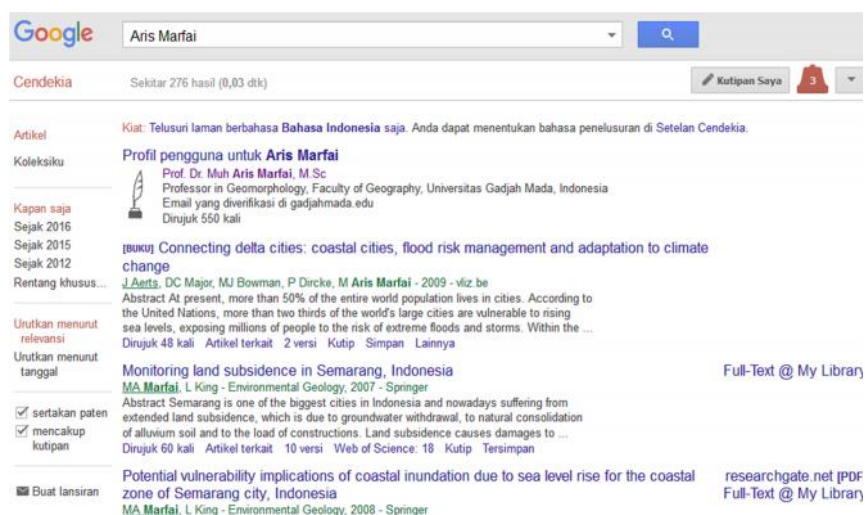 Google
Aris Marfai
Cendekia
Sekitar 276 hasil (0,03 dtk)
Kutipan Saya
3
Artikel
Koleksiku
Kapan saja
Sejak 2016
Sejak 2015
Sejak 2012
Rentang khusus...
Urutkan menurut
relevansi
Urutkan menurut
tanggal
sertakan paten
mencakup
kutipan
Buat lansiran
Kiat: Telusuri laman berbahasa Bahasa Indonesia saja. Anda dapat menentukan bahasa penelusuran di Setelan Cendekia.
Profil pengguna untuk Aris Marfai
Prof. Dr. Muh Aris Marfai, M.Sc
Professor in Geomorphology, Faculty of Geography, Universitas Gadjah Mada, Indonesia
Email yang diverifikasi di gadjahmada.edu
Dirujuk 550 kali
[BUKU] Connecting delta cities: coastal cities, flood risk management and adaptation to climate
change
J Aerts, DC Major, MJ Bowman, P Dircke, M Aris Marfai - 2009 - vliz.be
Abstract At present, more than 50% of the entire world population lives in cities. According to
the United Nations, more than two thirds of the world's large cities are vulnerable to rising
sea levels, exposing millions of people to the risk of extreme floods and storms. Within the ...
Dirujuk 48 kali Artikel terkait 2 versi Kutip Simpan Lainnya
Monitoring land subsidence in Semarang, Indonesia
Full-Text @ My Library
MA Marfai, L King - Environmental Geology, 2007 - Springer
Abstract Semarang is one of the biggest cities in Indonesia and nowadays suffering from
extended land subsidence, which is due to groundwater withdrawal, to natural consolidation
of alluvium soil and to the load of constructions. Land subsidence causes damages to ...
Dirujuk 60 kali Artikel terkait 10 versi Web of Science: 18 Kutip Tersimpan
Potential vulnerability implications of coastal inundation due to sea level rise for the coastal
zone of Semarang city, Indonesia
researchgate.net [PDF
Full-Text @ My Library
MA Marfai, L King - Environmental Geology, 2008 - Springer